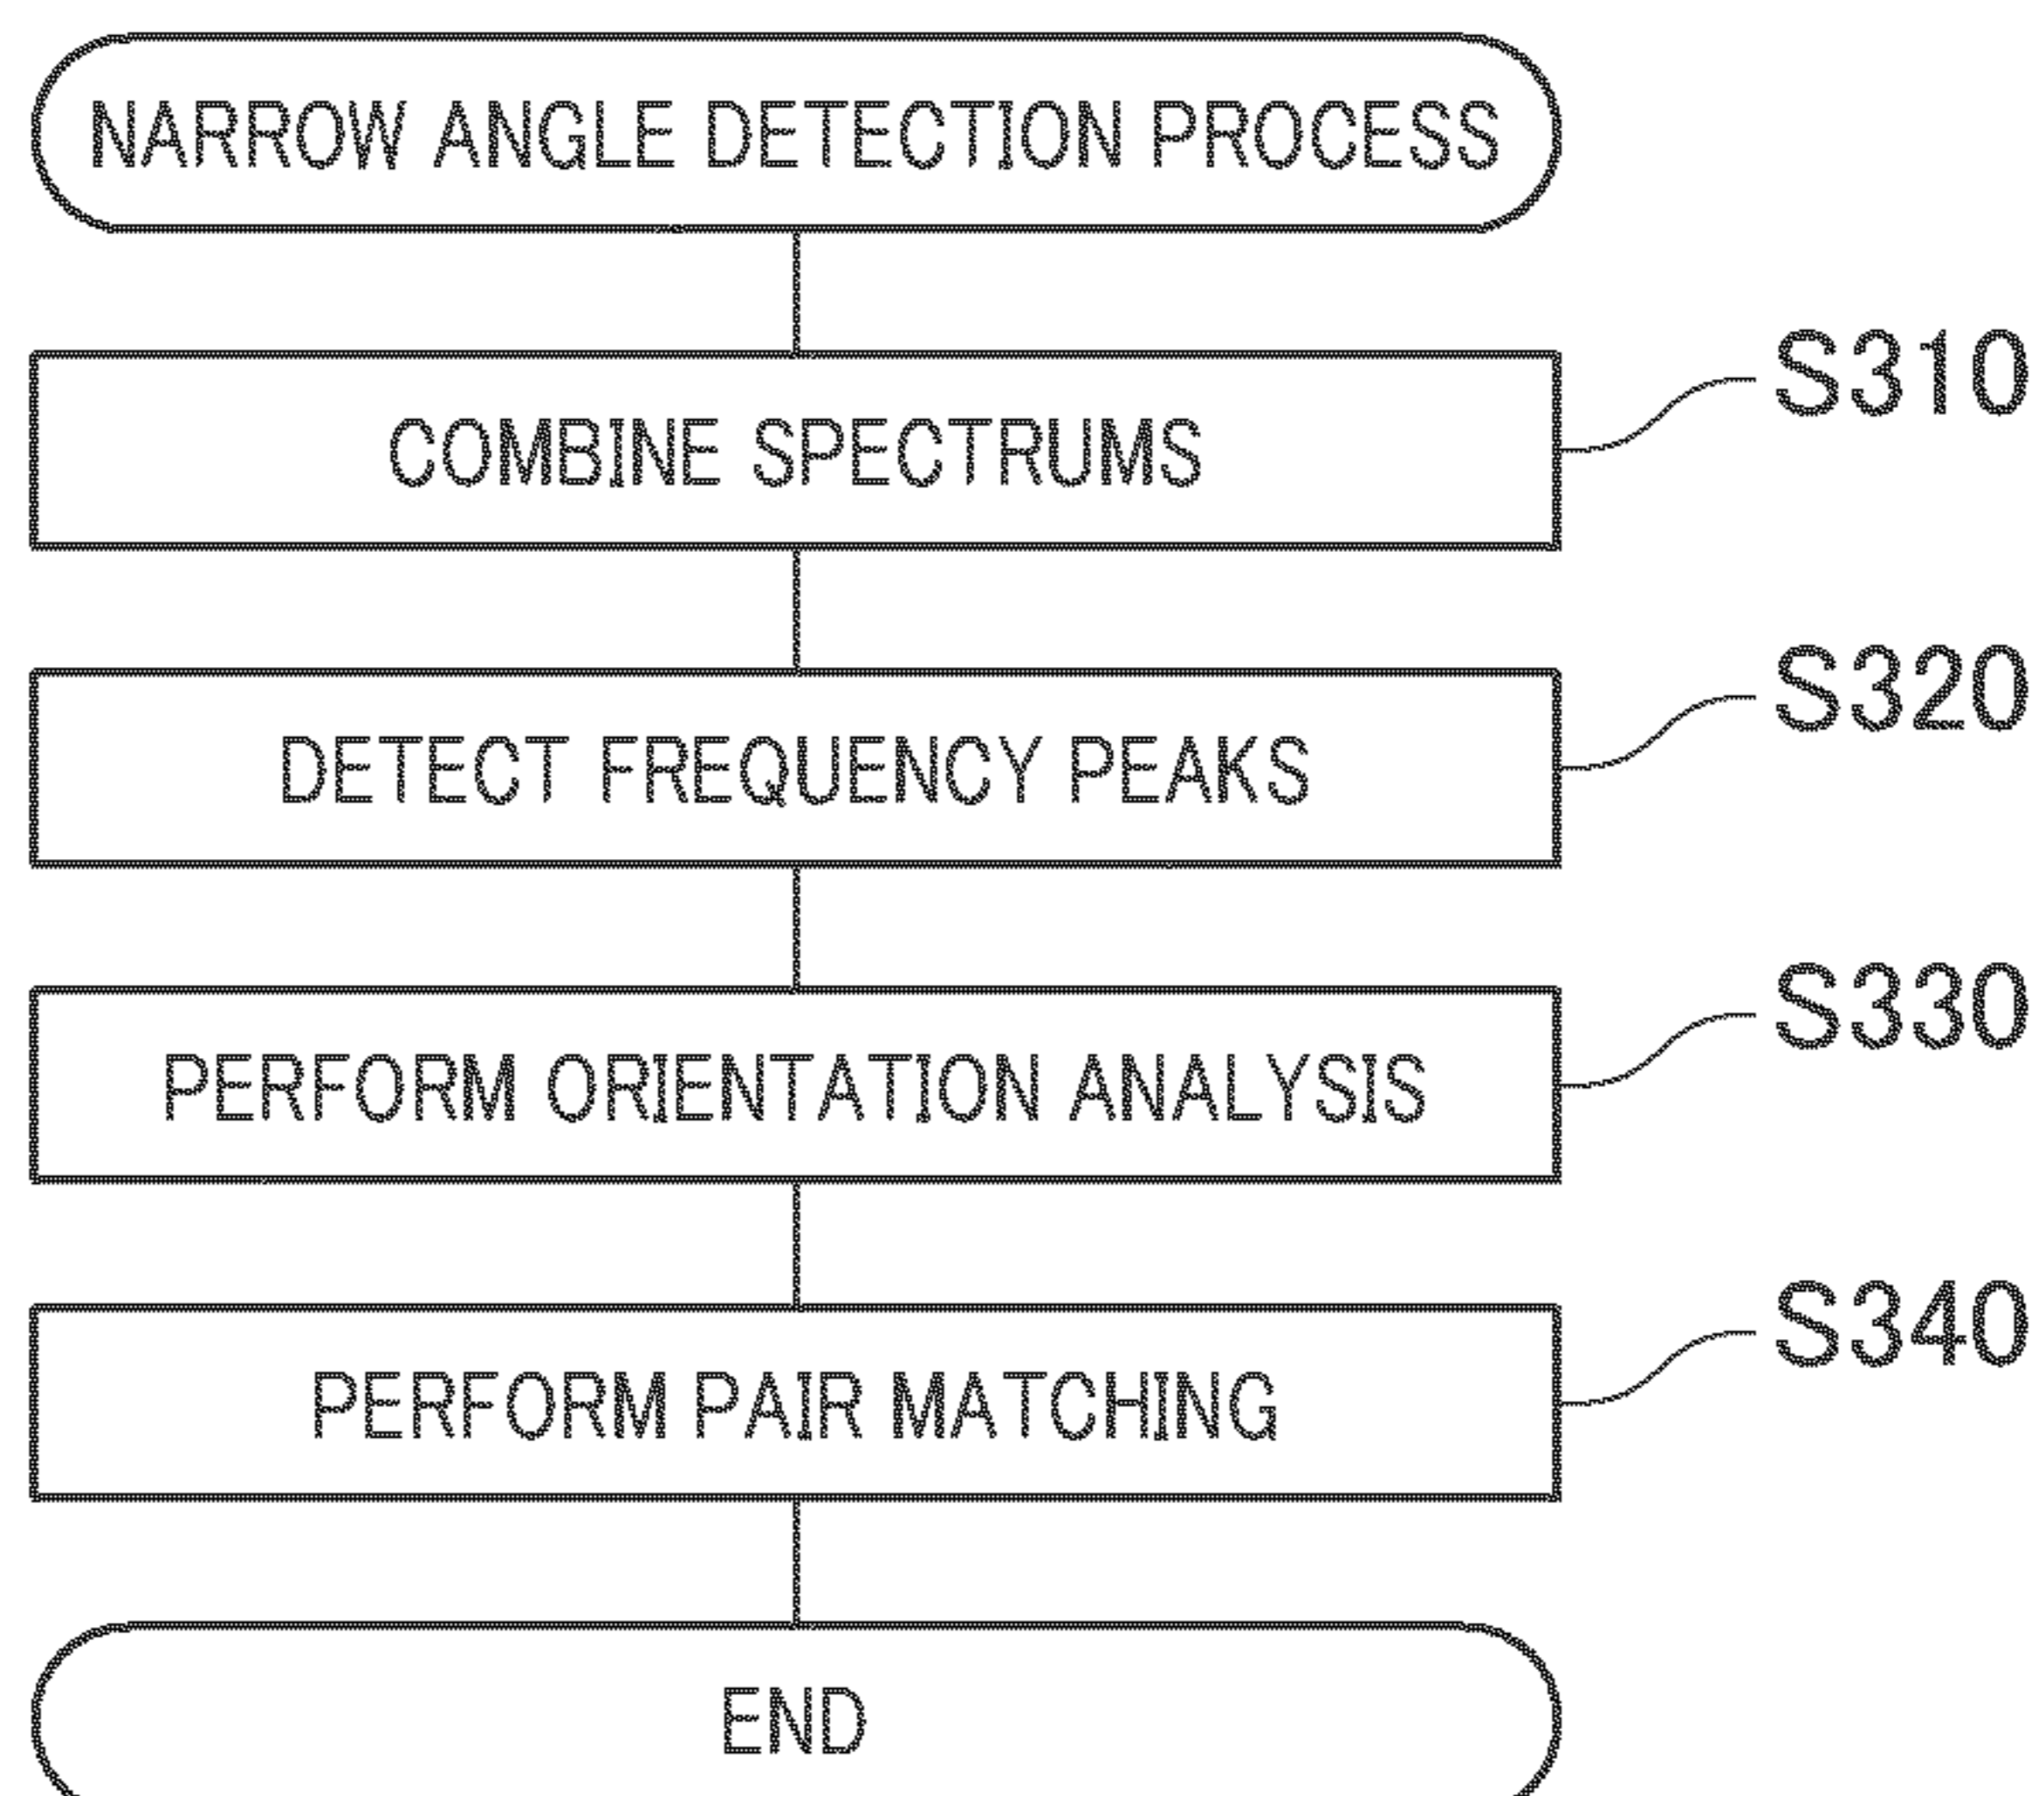 NARROW ANGLE DETECTION PROCESS
S310
COMBINE SPECTRUMS
S320
DETECT FREQUENCY PEAKS
S330
PERFORM ORIENTATION ANALYSIS
S340
PERFORM PAIR MATCHING
END